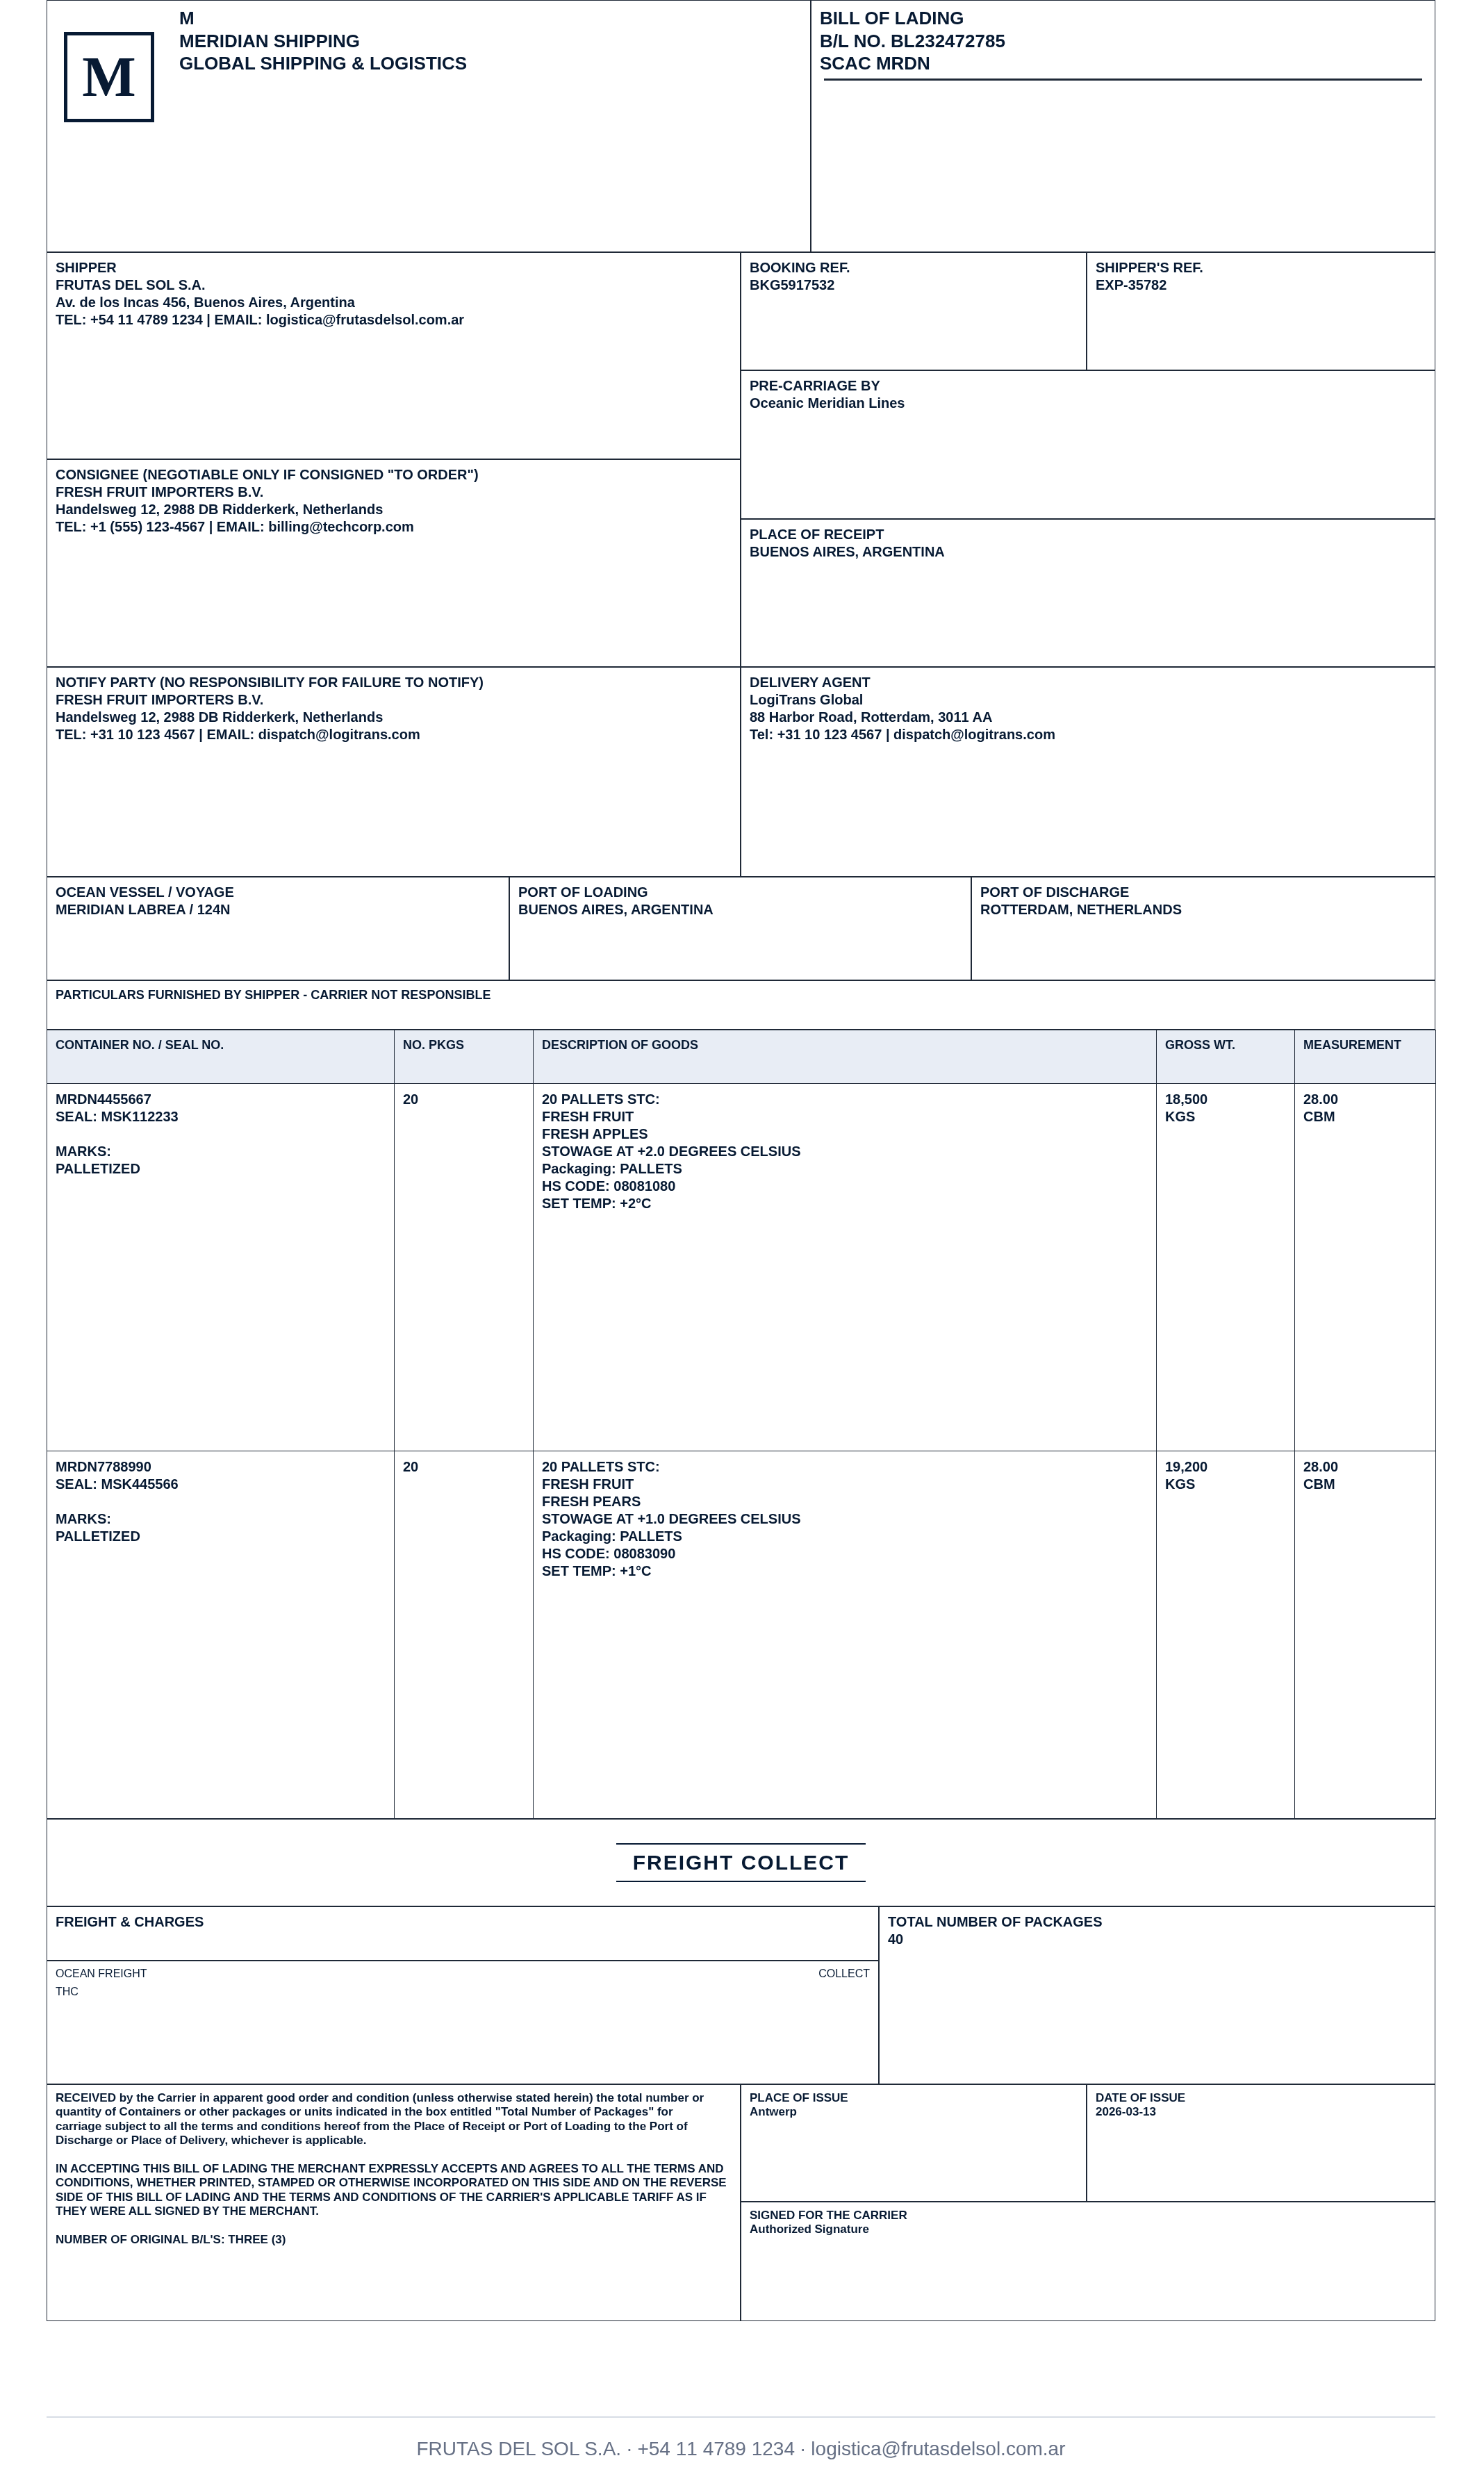 M
M
MERIDIAN SHIPPING
GLOBAL SHIPPING & LOGISTICS
BILL OF LADING
B/L NO. BL232472785
SCAC MRDN
SHIPPER
FRUTAS DEL SOL S.A.
Av. de los Incas 456, Buenos Aires, Argentina
TEL: +54 11 4789 1234 | EMAIL: logistica@frutasdelsol.com.ar
BOOKING REF.
BKG5917532
SHIPPER'S REF.
EXP-35782
PRE-CARRIAGE BY
Oceanic Meridian Lines
CONSIGNEE (NEGOTIABLE ONLY IF CONSIGNED "TO ORDER")
FRESH FRUIT IMPORTERS B.V.
Handelsweg 12, 2988 DB Ridderkerk, Netherlands
TEL: +1 (555) 123-4567 | EMAIL: billing@techcorp.com
PLACE OF RECEIPT
BUENOS AIRES, ARGENTINA
NOTIFY PARTY (NO RESPONSIBILITY FOR FAILURE TO NOTIFY)
FRESH FRUIT IMPORTERS B.V.
Handelsweg 12, 2988 DB Ridderkerk, Netherlands
TEL: +31 10 123 4567 | EMAIL: dispatch@logitrans.com
DELIVERY AGENT
LogiTrans Global
88 Harbor Road, Rotterdam, 3011 AA
Tel: +31 10 123 4567 | dispatch@logitrans.com
OCEAN VESSEL / VOYAGE
MERIDIAN LABREA / 124N
PORT OF LOADING
BUENOS AIRES, ARGENTINA
PORT OF DISCHARGE
ROTTERDAM, NETHERLANDS
PARTICULARS FURNISHED BY SHIPPER - CARRIER NOT RESPONSIBLE
CONTAINER NO. / SEAL NO.
NO. PKGS
DESCRIPTION OF GOODS
GROSS WT.
MEASUREMENT
MRDN4455667
SEAL: MSK112233
MARKS:
PALLETIZED
20
20 PALLETS STC:
FRESH FRUIT
FRESH APPLES
STOWAGE AT +2.0 DEGREES CELSIUS
Packaging: PALLETS
HS CODE: 08081080
SET TEMP: +2°C
18,500
KGS
28.00
CBM
MRDN7788990
SEAL: MSK445566
MARKS:
PALLETIZED
20
20 PALLETS STC:
FRESH FRUIT
FRESH PEARS
STOWAGE AT +1.0 DEGREES CELSIUS
Packaging: PALLETS
HS CODE: 08083090
SET TEMP: +1°C
19,200
KGS
28.00
CBM
FREIGHT COLLECT
FREIGHT & CHARGES
OCEAN FREIGHT COLLECT
THC
TOTAL NUMBER OF PACKAGES
40
RECEIVED by the Carrier in apparent good order and condition (unless otherwise stated herein) the total number or
quantity of Containers or other packages or units indicated in the box entitled "Total Number of Packages" for
carriage subject to all the terms and conditions hereof from the Place of Receipt or Port of Loading to the Port of
Discharge or Place of Delivery, whichever is applicable.
IN ACCEPTING THIS BILL OF LADING THE MERCHANT EXPRESSLY ACCEPTS AND AGREES TO ALL THE TERMS AND
CONDITIONS, WHETHER PRINTED, STAMPED OR OTHERWISE INCORPORATED ON THIS SIDE AND ON THE REVERSE
SIDE OF THIS BILL OF LADING AND THE TERMS AND CONDITIONS OF THE CARRIER'S APPLICABLE TARIFF AS IF
THEY WERE ALL SIGNED BY THE MERCHANT.
NUMBER OF ORIGINAL B/L'S: THREE (3)
PLACE OF ISSUE
Antwerp
DATE OF ISSUE
2026-03-13
SIGNED FOR THE CARRIER
Authorized Signature
FRUTAS DEL SOL S.A. · +54 11 4789 1234 · logistica@frutasdelsol.com.ar